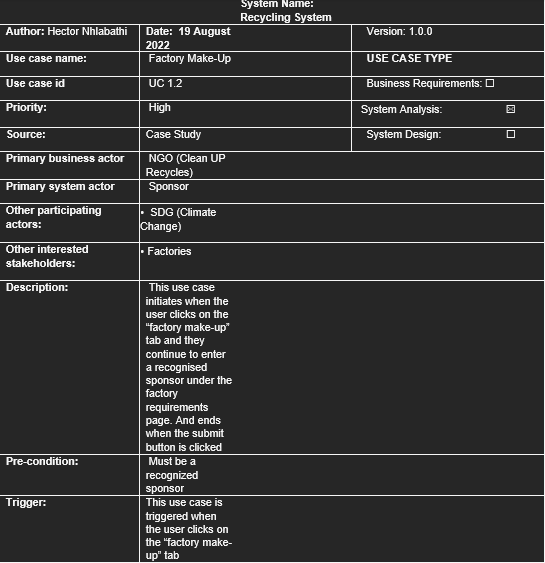 System Name:
Recycling System
Author: Hector Nhlabathi
Date: 19 August
2022
Version: 1.0.0
Use case name:
Factory Make-Up
USE CASE TYPE
Use case id
UC 1.2
Business Requirements: ☐
Priority:
High
System Analysis: ☒
Source:
Case Study
System Design: ☐
Primary business actor
NGO (Clean UP
Recycles)
Primary system actor
Sponsor
Other participating
actors:
• SDG (Climate
Change)
Other interested
stakeholders:
• Factories
Description:
This use case
initiates when the
user clicks on the
“factory make-up”
tab and they
continue to enter
a recognised
sponsor under the
factory
requirements
page. And ends
when the submit
button is clicked
Pre-condition:
Must be a
recognized
sponsor
Trigger:
This use case is
triggered when
the user clicks on
the “factory make-
up” tab